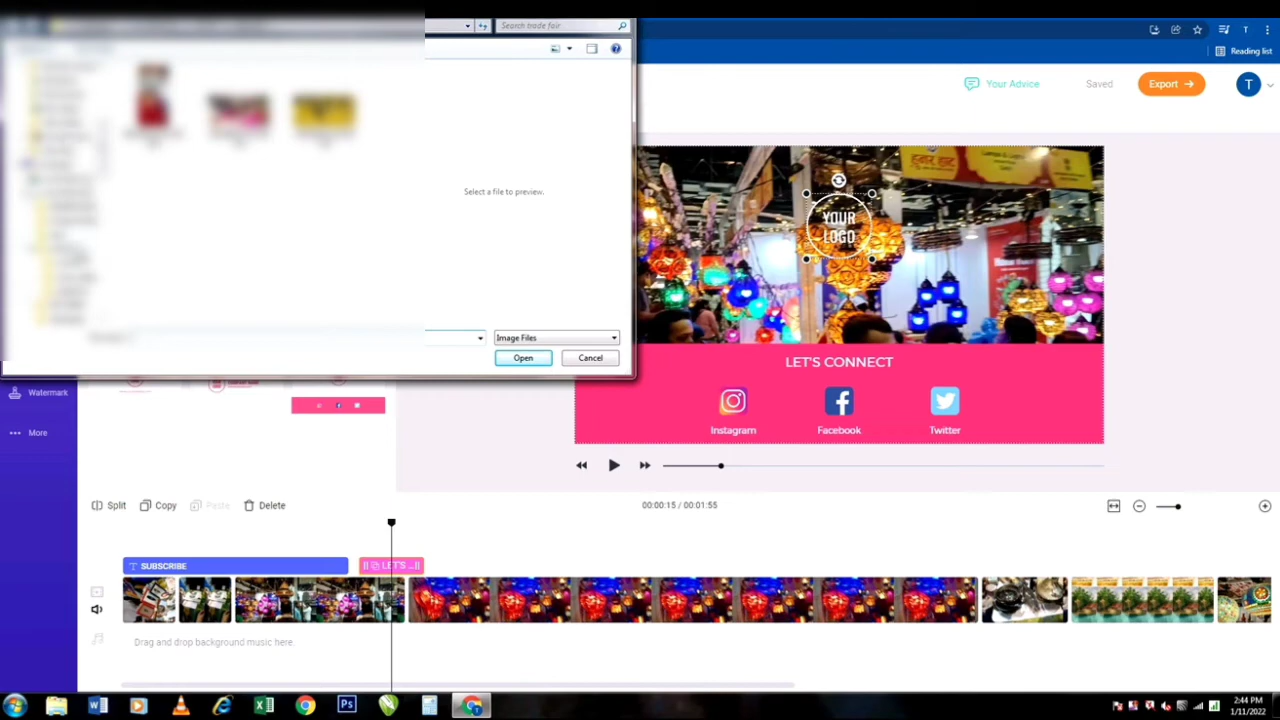 Search trade fair
Reading list
Your Advice
Saved
Export
T
Select a file to preview.
Image Files
Open
Cancel
हुनर हाट
YOUR
LOGO
LET'S CONNECT
Instagram
Facebook
Twitter
Watermark
More
Split
Copy
Paste
Delete
00:00:15 / 00:01:55
SUBSCRIBE
LET'S ...
Drag and drop background music here.
2:44 PM
1/11/2022